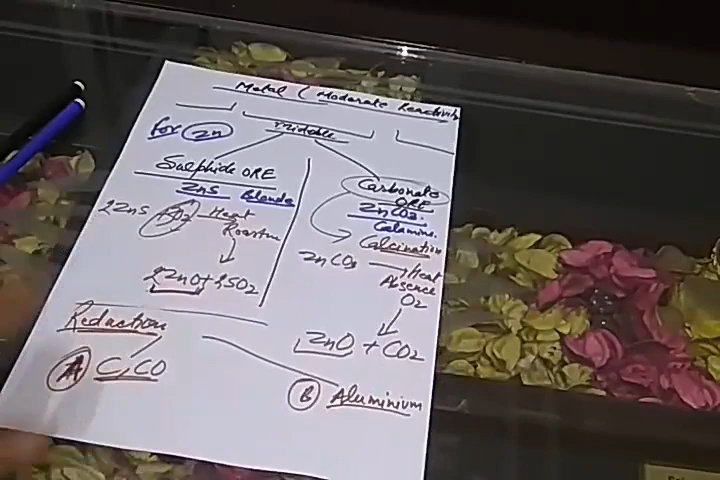 Metal (Moderate Reactivity
middle
for Zn
Sulphide ORE
ZnS Blende
2ZnS + 3O2 Heat
Roasting
2ZnO + 2SO2
Carbonate
ORE
ZnCO3.
Calamine.
Calcination
ZnCO3 Heat
Absence
O2
ZnO + CO2
Reduction
A C, CO
B Aluminium